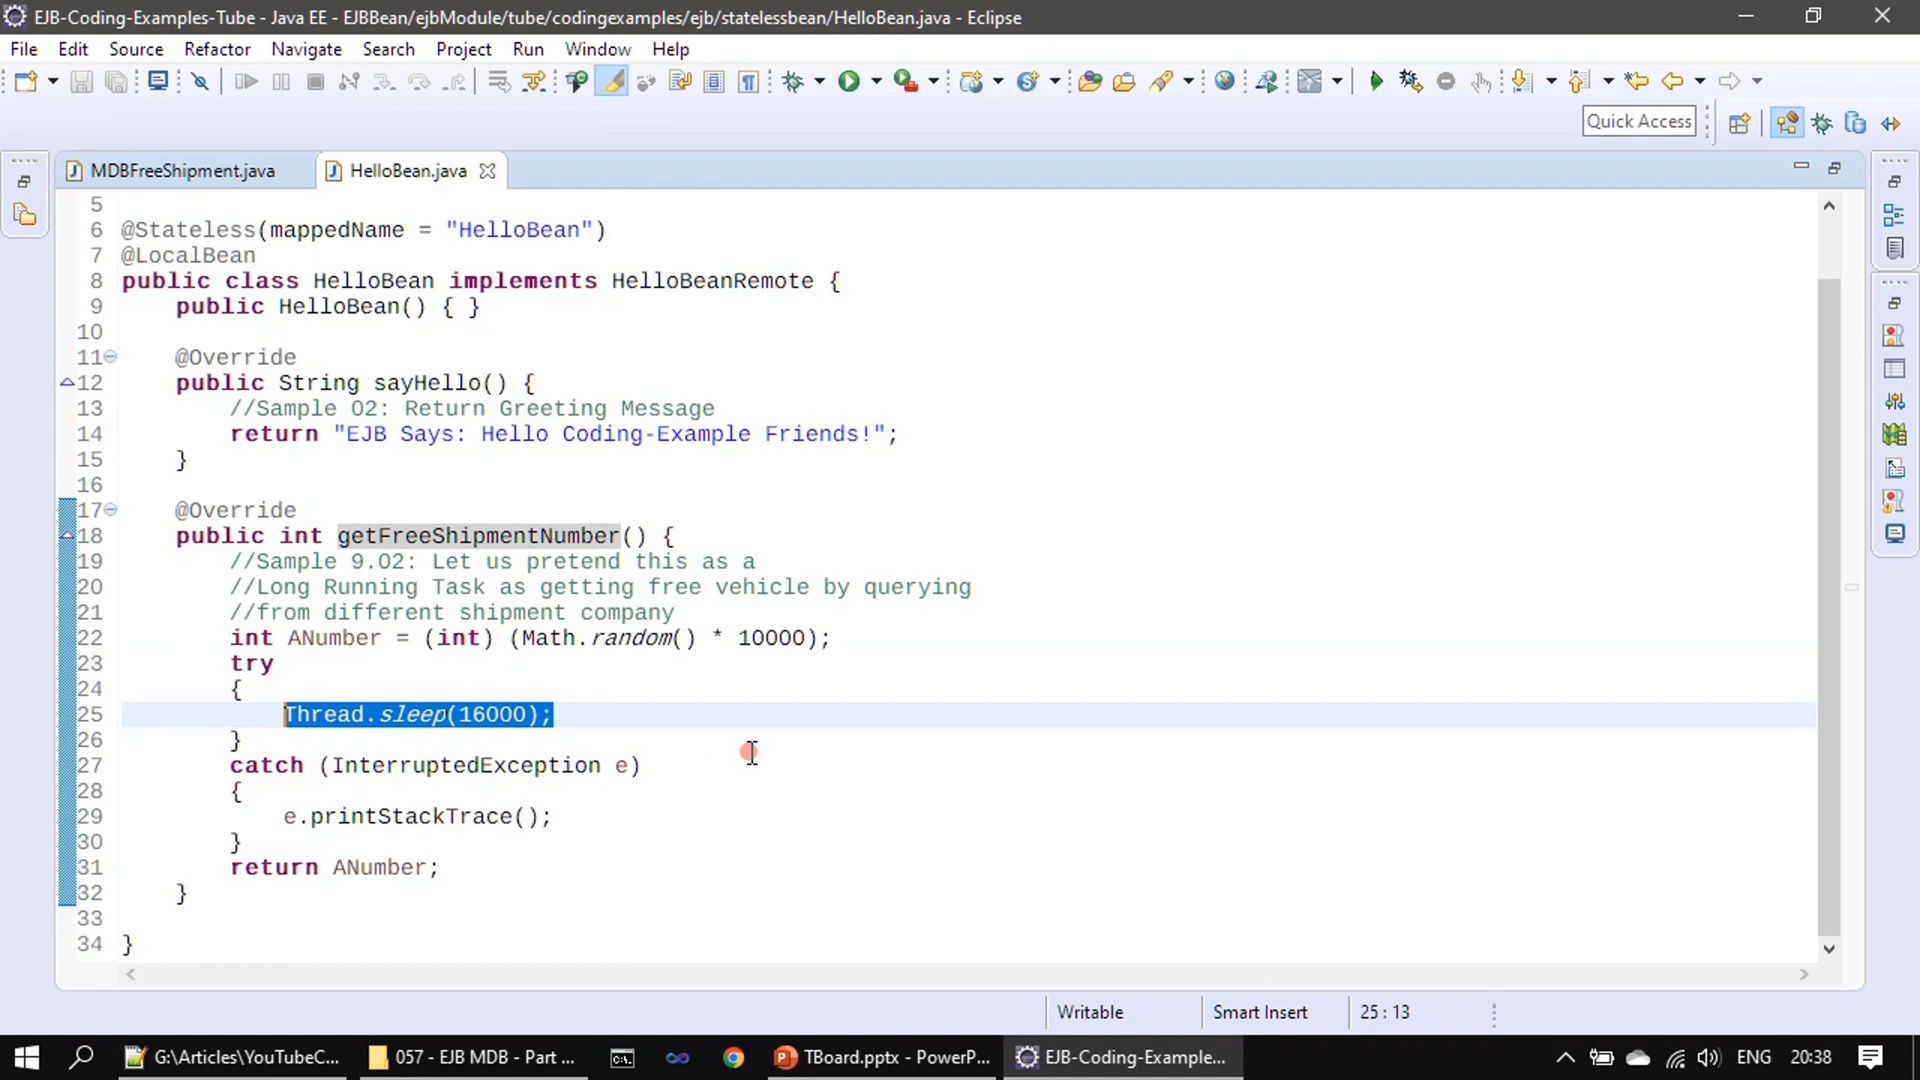 EJB-Coding-Examples-Tube - Java EE - EJBBean/ejbModule/tube/codingexamples/ejb/statelessbean/HelloBean.java - Eclipse
File Edit Source Refactor Navigate Search Project Run Window Help
Quick Access
MDBFreeShipment.java HelloBean.java
5
6 @Stateless(mappedName = "HelloBean")
7 @LocalBean
8 public class HelloBean implements HelloBeanRemote {
9 public HelloBean() { }
10
11 @Override
12 public String sayHello() {
13 //Sample 02: Return Greeting Message
14 return "EJB Says: Hello Coding-Example Friends!";
15 }
16
17 @Override
18 public int getFreeShipmentNumber() {
19 //Sample 9.02: Let us pretend this as a
20 //Long Running Task as getting free vehicle by querying
21 //from different shipment company
22 int ANumber = (int) (Math.random() * 10000);
23 try
24 {
25 Thread.sleep(16000);
26 }
27 catch (InterruptedException e)
28 {
29 e.printStackTrace();
30 }
31 return ANumber;
32 }
33
34 }
Writable Smart Insert 25 : 13
G:\Articles\YouTubeC... 057 - EJB MDB - Part ... TBoard.pptx - PowerP... EJB-Coding-Example... ENG 20:38